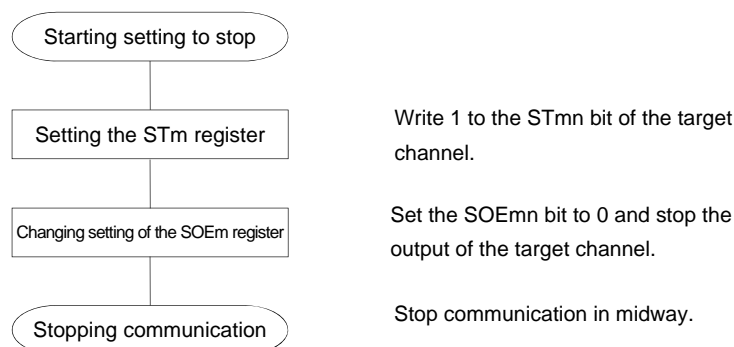 Starting setting to stop
Setting the STm register
Write 1 to the STmn bit of the target
channel.
Changing setting of the SOEm register
Set the SOEmn bit to 0 and stop the
output of the target channel.
Stopping communication
Stop communication in midway.